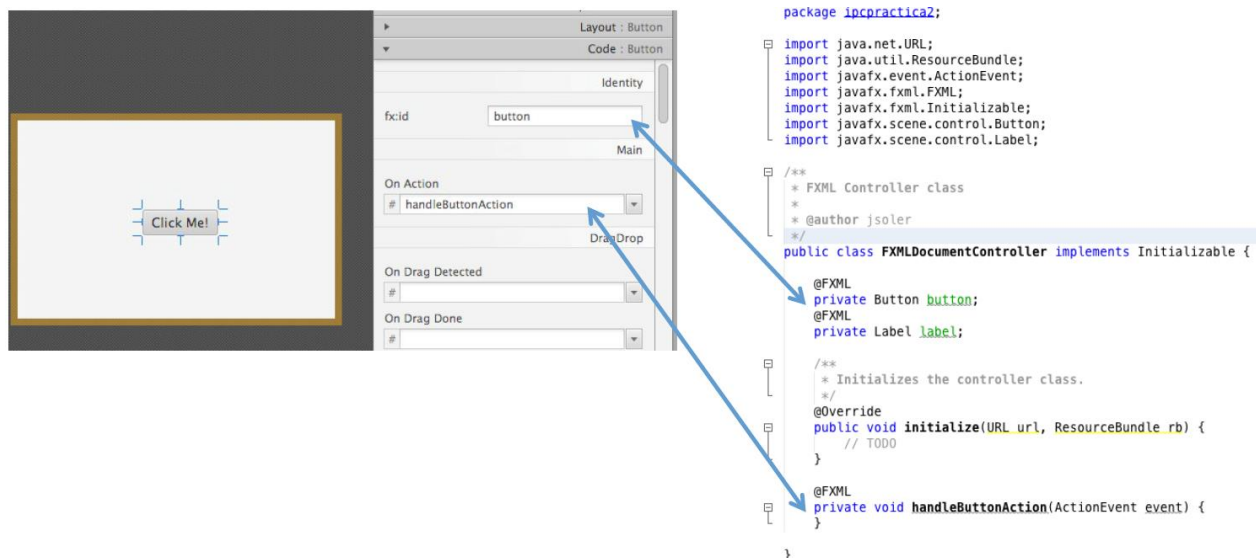 Layout : Button
Code : Button
Identity
fx:id
button
Main
On Action
# handleButtonAction
DragDrop
On Drag Detected
#
On Drag Done
#
Click Me!
package ipcpractica2;
import java.net.URL;
import java.util.ResourceBundle;
import javafx.event.ActionEvent;
import javafx.fxml.FXML;
import javafx.fxml.Initializable;
import javafx.scene.control.Button;
import javafx.scene.control.Label;
/**
 * FXML Controller class
 *
 * @author jsoler
 */
public class FXMLDocumentController implements Initializable {
    @FXML
    private Button button;
    @FXML
    private Label label;
    /**
     * Initializes the controller class.
     */
    @Override
    public void initialize(URL url, ResourceBundle rb) {
        // TODO
    }
    @FXML
    private void handleButtonAction(ActionEvent event) {
    }
}